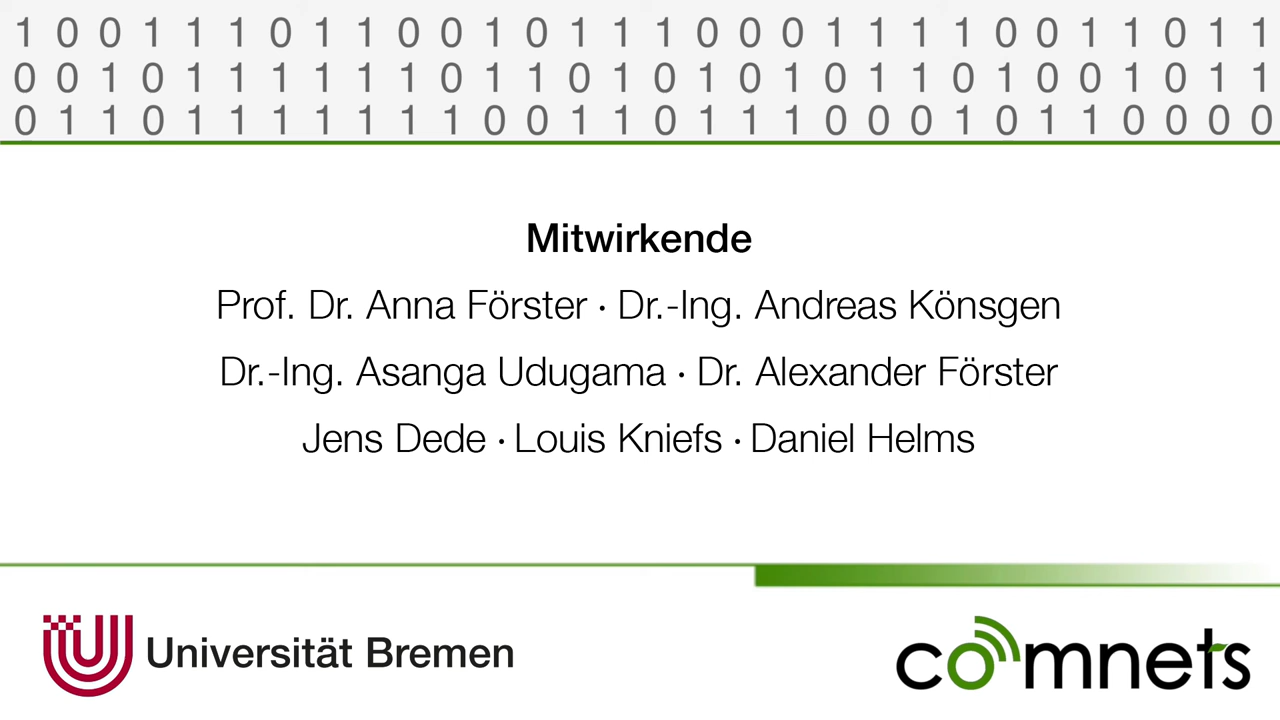 1 0 0 1 1 1 0 1 1 0 0 1 0 1 1 1 0 0 0 1 1 1 1 0 0 1 1 0 1 1
0 0 1 0 1 1 1 1 1 1 0 1 1 0 1 0 1 0 1 0 1 1 0 1 0 0 1 0 1 1
0 1 1 0 1 1 1 1 1 1 1 0 0 1 1 0 1 1 1 0 0 0 1 0 1 1 0 0 0 0
Mitwirkende
Prof. Dr. Anna Förster · Dr.-Ing. Andreas Könsgen
Dr.-Ing. Asanga Udugama · Dr. Alexander Förster
Jens Dede · Louis Kniefs · Daniel Helms
Universität Bremen
comnets